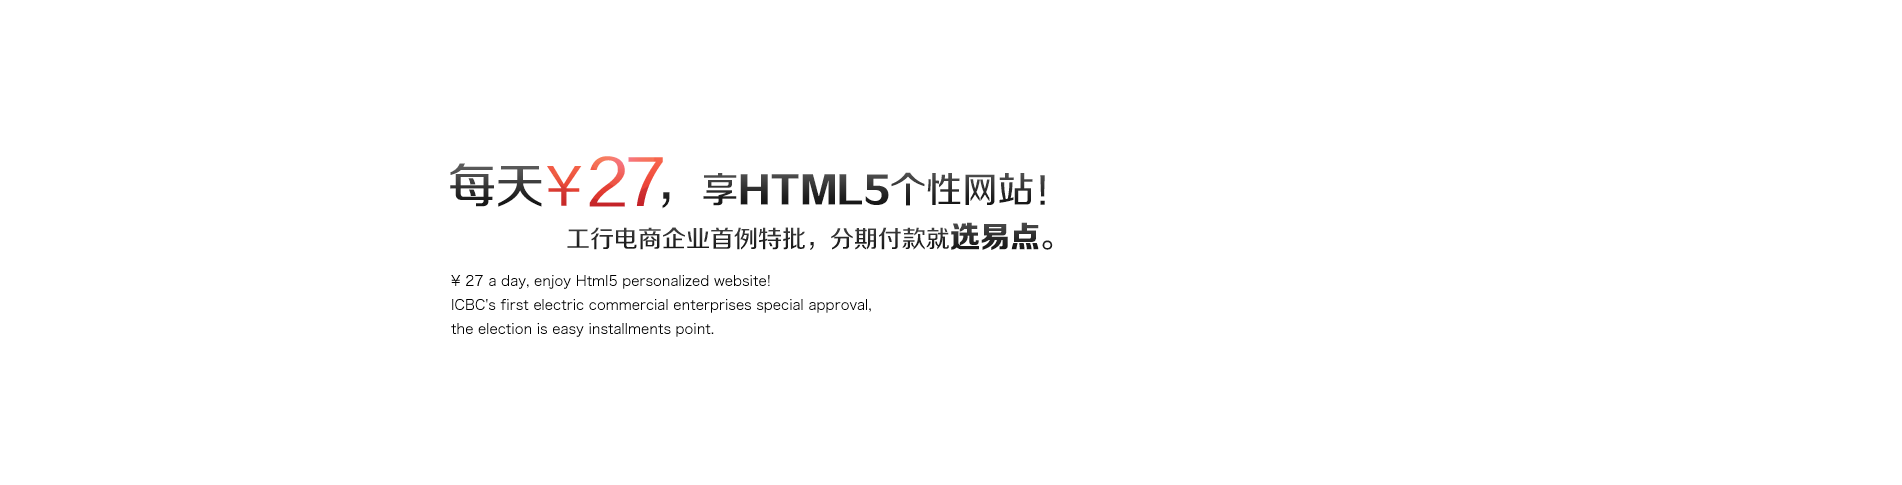 每天¥27，享HTML5个性网站！
工行电商企业首例特批，分期付款就选易点。
¥ 27 a day, enjoy Html5 personalized website!
ICBC's first electric commercial enterprises special approval,
the election is easy installments point.